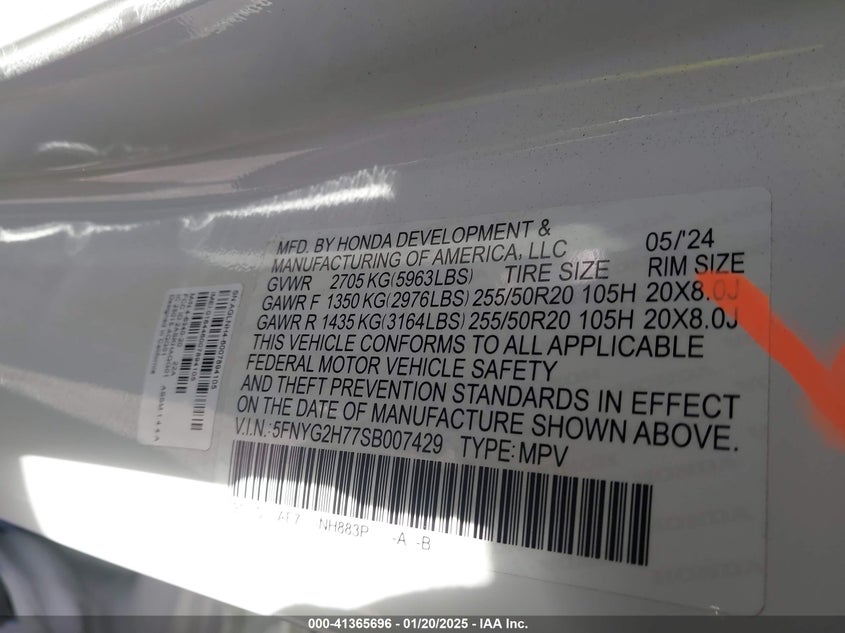 MFD. BY HONDA DEVELOPMENT &
MANUFACTURING OF AMERICA, LLC 05/'24
GVWR 2705 KG(5963LBS) TIRE SIZE RIM SIZE
GAWR F 1350 KG(2976LBS) 255/50R20 105H 20X8.0J
GAWR R 1435 KG(3164LBS) 255/50R20 105H 20X8.0J
THIS VEHICLE CONFORMS TO ALL APPLICABLE
FEDERAL MOTOR VEHICLE SAFETY
AND THEFT PREVENTION STANDARDS IN EFFECT
ON THE DATE OF MANUFACTURE SHOWN ABOVE.
V.I.N.: 5FNYG2H77SB007429 TYPE: MPV
NH883P -A -B
000-41365696 - 01/20/2025 - IAA Inc.